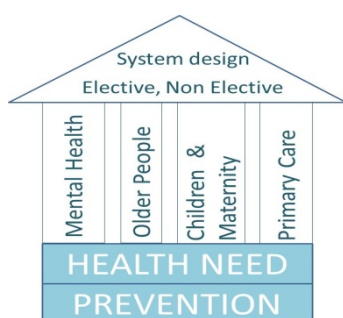 System design
Elective, Non Elective
Mental Health
Older People
Children &
Maternity
Primary Care
HEALTH NEED
PREVENTION